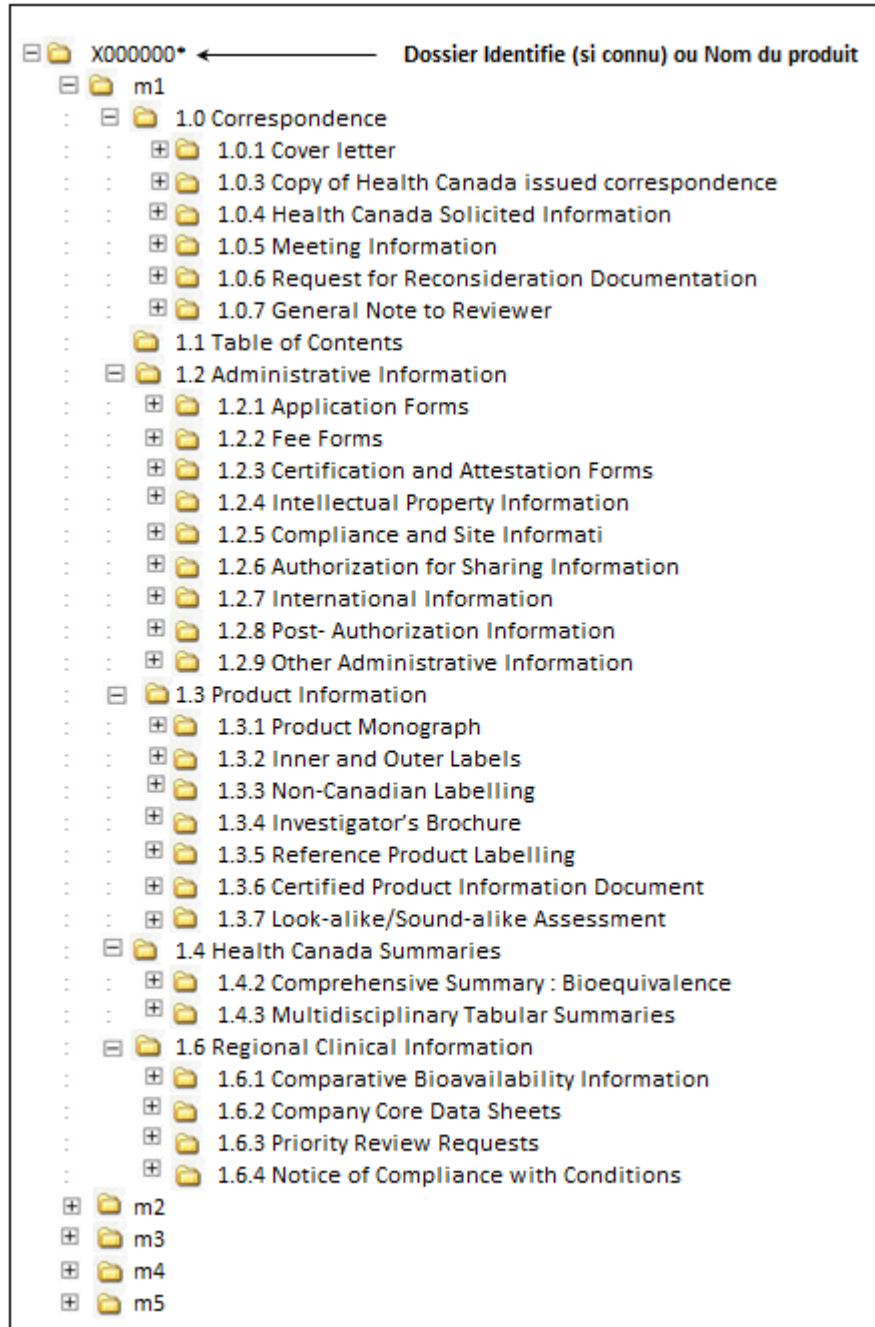 X000000* Dossier Identifie (si connu) ou Nom du produit
m1
1.0 Correspondence
1.0.1 Cover letter
1.0.3 Copy of Health Canada issued correspondence
1.0.4 Health Canada Solicited Information
1.0.5 Meeting Information
1.0.6 Request for Reconsideration Documentation
1.0.7 General Note to Reviewer
1.1 Table of Contents
1.2 Administrative Information
1.2.1 Application Forms
1.2.2 Fee Forms
1.2.3 Certification and Attestation Forms
1.2.4 Intellectual Property Information
1.2.5 Compliance and Site Informati
1.2.6 Authorization for Sharing Information
1.2.7 International Information
1.2.8 Post- Authorization Information
1.2.9 Other Administrative Information
1.3 Product Information
1.3.1 Product Monograph
1.3.2 Inner and Outer Labels
1.3.3 Non-Canadian Labelling
1.3.4 Investigator's Brochure
1.3.5 Reference Product Labelling
1.3.6 Certified Product Information Document
1.3.7 Look-alike/Sound-alike Assessment
1.4 Health Canada Summaries
1.4.2 Comprehensive Summary : Bioequivalence
1.4.3 Multidisciplinary Tabular Summaries
1.6 Regional Clinical Information
1.6.1 Comparative Bioavailability Information
1.6.2 Company Core Data Sheets
1.6.3 Priority Review Requests
1.6.4 Notice of Compliance with Conditions
m2
m3
m4
m5